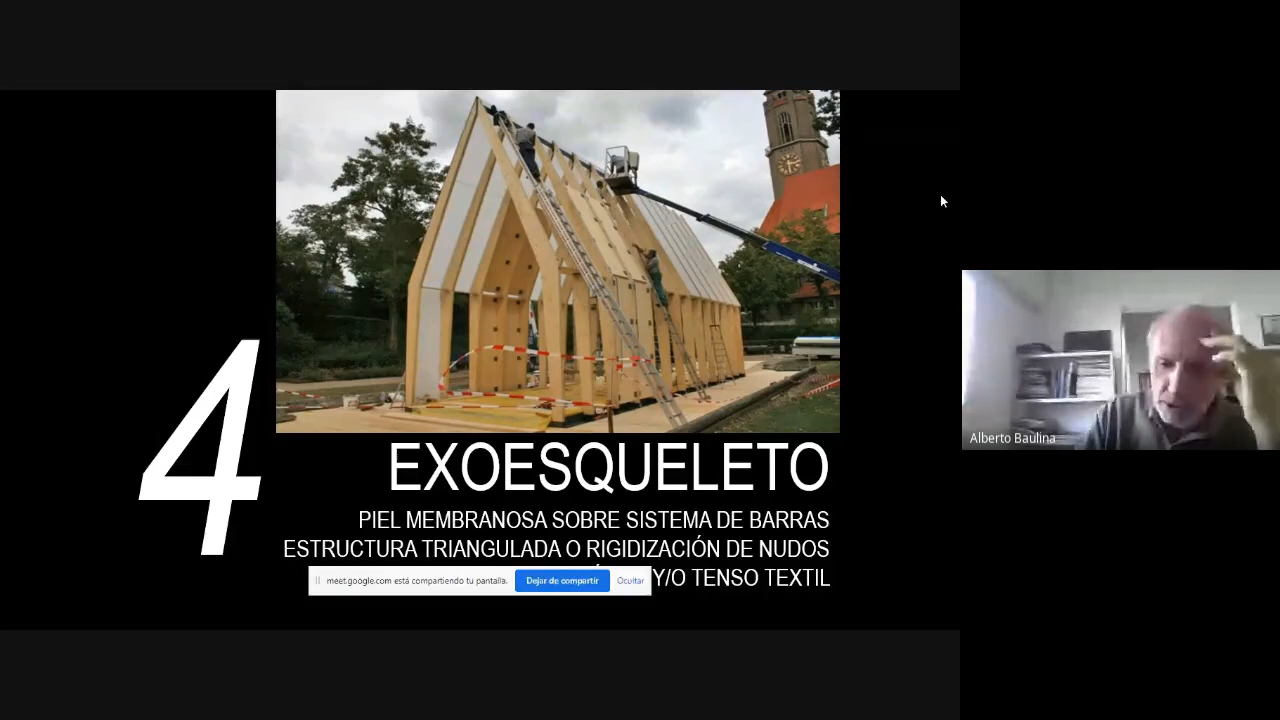 4
EXOESQUELETO
PIEL MEMBRANOSA SOBRE SISTEMA DE BARRAS
ESTRUCTURA TRIANGULADA O RIGIDIZACIÓN DE NUDOS
Y/O TENSO TEXTIL
meet.google.com está compartiendo tu pantalla. Dejar de compartir Ocultar
Alberto Baulina